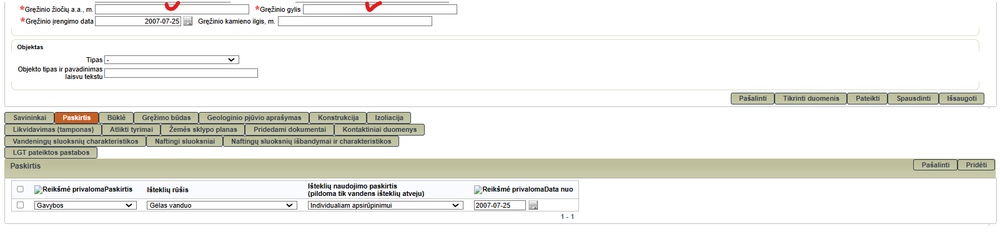 *Gręžinio žiočių a.a., m. *Gręžinio gylis
*Gręžinio įrengimo data 2007-07-25 Gręžinio kamieno ilgis, m.
Objektas
Tipas -
Objekto tipas ir pavadinimas
laisvu tekstu
Pašalinti Tikrinti duomenis Pateikti Spausdinti Išsaugoti
Savininkai Paskirtis Būklė Gręžimo būdas Geologinio pjūvio aprašymas Konstrukcija Izoliacija
Likvidavimas (tamponas) Atlikti tyrimai Žemės sklypo planas Pridedami dokumentai Kontaktiniai duomenys
Vandeningų sluoksnių charakteristikos Naftingi sluoksniai Naftingų sluoksnių išbandymai ir charakteristikos
LGT pateiktos pastabos
Paskirtis Pašalinti Pridėti
Reikšmė privalomaPaskirtis Išteklių rūšis Išteklių naudojimo paskirtis
(pildoma tik vandens išteklių atveju) Reikšmė privalomaData nuo
Gavybos Gėlas vanduo Individualiam apsirūpinimui 2007-07-25
1 - 1